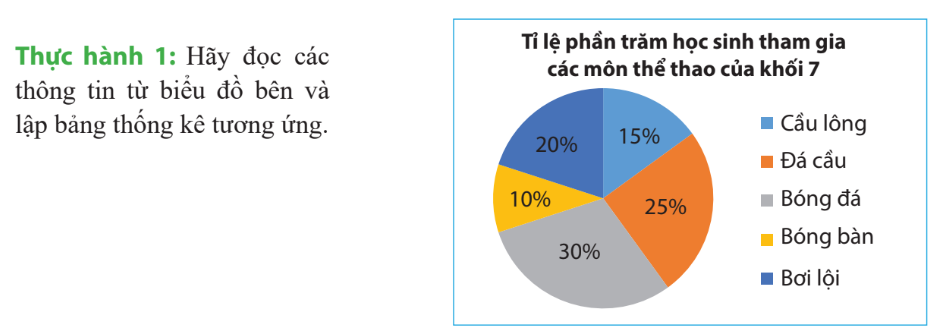 Thực hành 1: Hãy đọc các
thông tin từ biểu đồ bên và
lập bảng thống kê tương ứng.
Tỉ lệ phần trăm học sinh tham gia
các môn thể thao của khối 7
15%
25%
30%
10%
20%
Cầu lông
Đá cầu
Bóng đá
Bóng bàn
Bơi lội